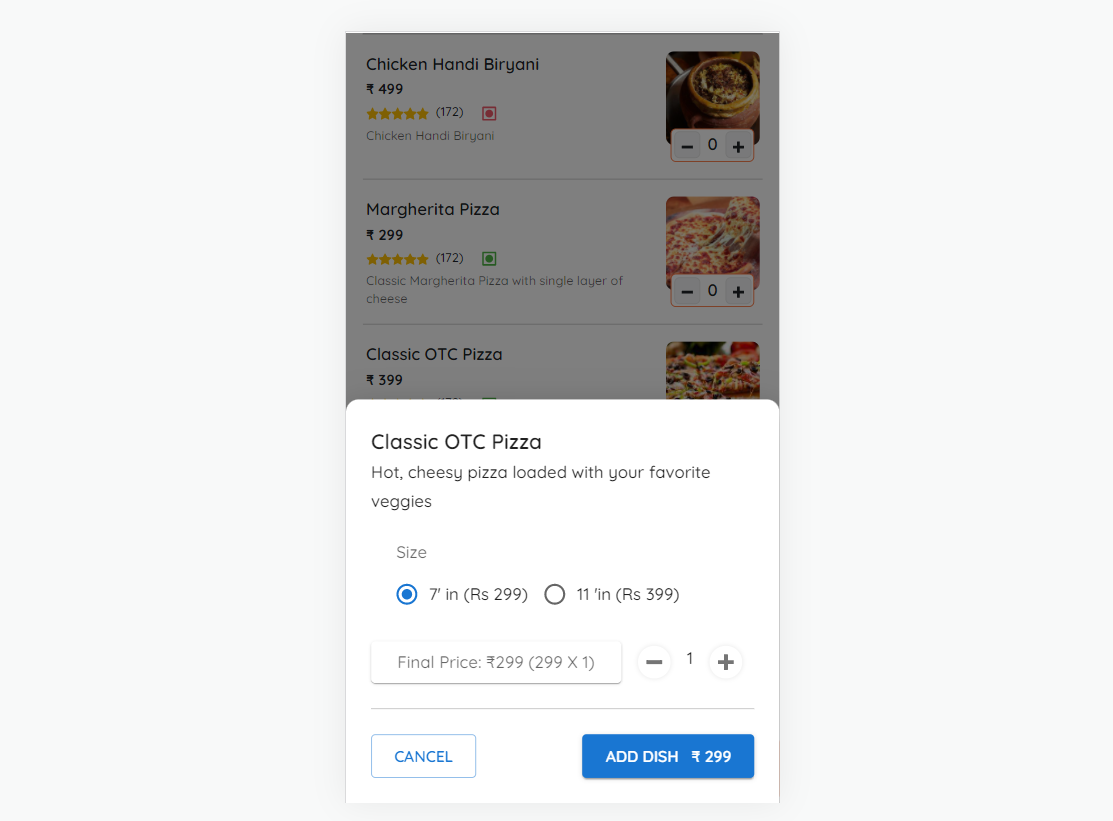 Chicken Handi Biryani
₹ 499
(172)
Chicken Handi Biryani
0
Margherita Pizza
₹ 299
(172)
Classic Margherita Pizza with single layer of
cheese
0
Classic OTC Pizza
₹ 399
Classic OTC Pizza
Hot, cheesy pizza loaded with your favorite
veggies
Size
7' in (Rs 299) 11 'in (Rs 399)
Final Price: ₹299 (299 X 1) 1
CANCEL ADD DISH ₹ 299